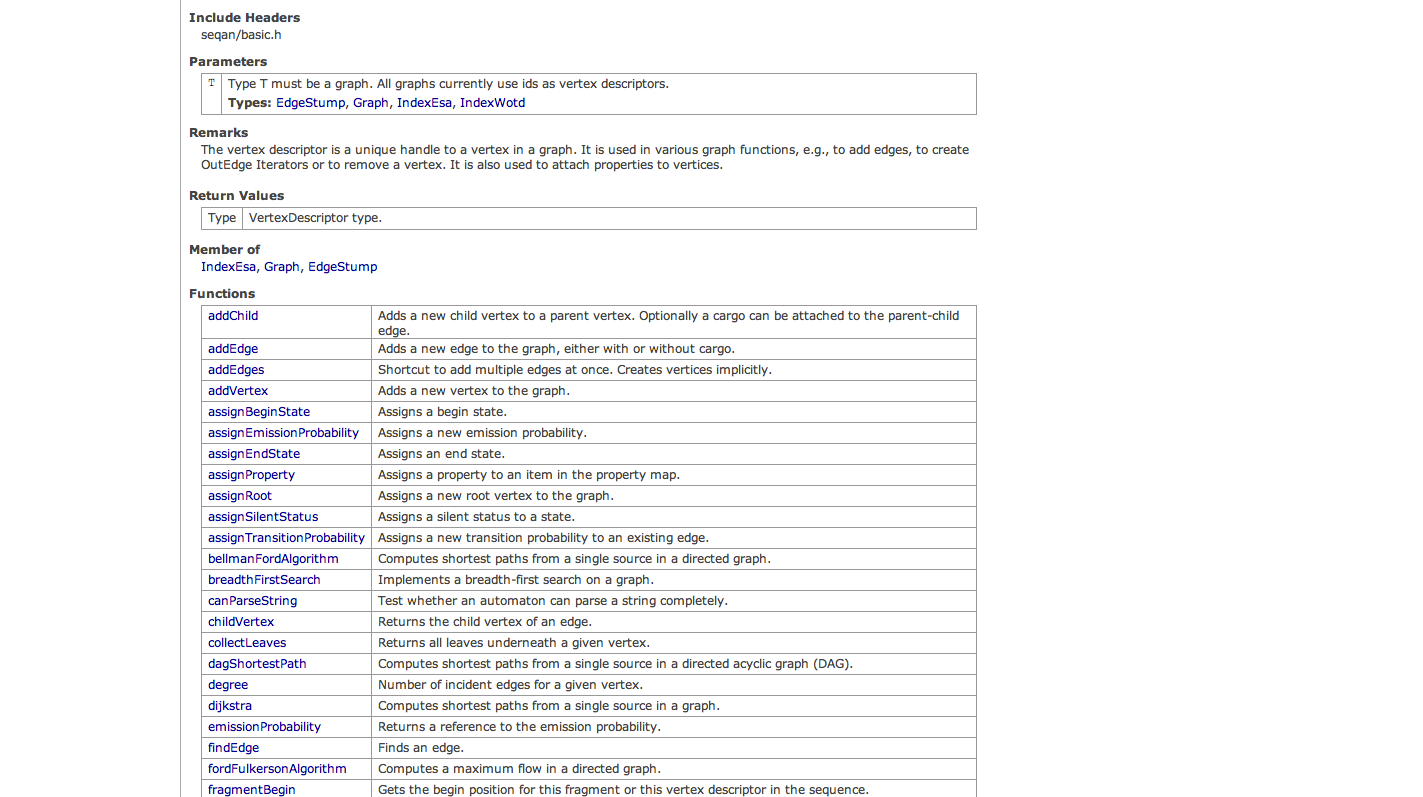 Include Headers
seqan/basic.h
Parameters
T Type T must be a graph. All graphs currently use ids as vertex descriptors.
Types: EdgeStump, Graph, IndexEsa, IndexWotd
Remarks
The vertex descriptor is a unique handle to a vertex in a graph. It is used in various graph functions, e.g., to add edges, to create
OutEdge Iterators or to remove a vertex. It is also used to attach properties to vertices.
Return Values
Type VertexDescriptor type.
Member of
IndexEsa, Graph, EdgeStump
Functions
addChild Adds a new child vertex to a parent vertex. Optionally a cargo can be attached to the parent-child
edge.
addEdge Adds a new edge to the graph, either with or without cargo.
addEdges Shortcut to add multiple edges at once. Creates vertices implicitly.
addVertex Adds a new vertex to the graph.
assignBeginState Assigns a begin state.
assignEmissionProbability Assigns a new emission probability.
assignEndState Assigns an end state.
assignProperty Assigns a property to an item in the property map.
assignRoot Assigns a new root vertex to the graph.
assignSilentStatus Assigns a silent status to a state.
assignTransitionProbability Assigns a new transition probability to an existing edge.
bellmanFordAlgorithm Computes shortest paths from a single source in a directed graph.
breadthFirstSearch Implements a breadth-first search on a graph.
canParseString Test whether an automaton can parse a string completely.
childVertex Returns the child vertex of an edge.
collectLeaves Returns all leaves underneath a given vertex.
dagShortestPath Computes shortest paths from a single source in a directed acyclic graph (DAG).
degree Number of incident edges for a given vertex.
dijkstra Computes shortest paths from a single source in a graph.
emissionProbability Returns a reference to the emission probability.
findEdge Finds an edge.
fordFulkersonAlgorithm Computes a maximum flow in a directed graph.
fragmentBegin Gets the begin position for this fragment or this vertex descriptor in the sequence.